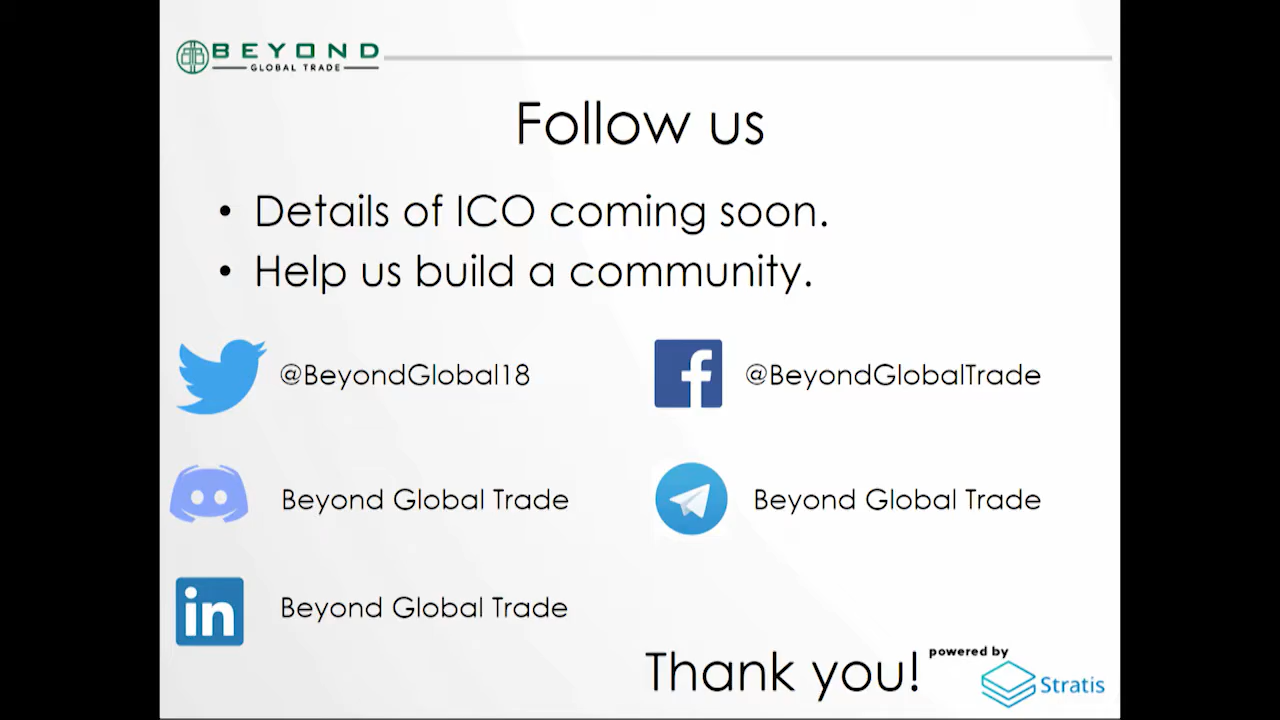 BEYOND
GLOBAL TRADE
Follow us
• Details of ICO coming soon.
• Help us build a community.
@BeyondGlobal18
@BeyondGlobalTrade
Beyond Global Trade
Beyond Global Trade
in Beyond Global Trade
Thank you!
powered by
Stratis